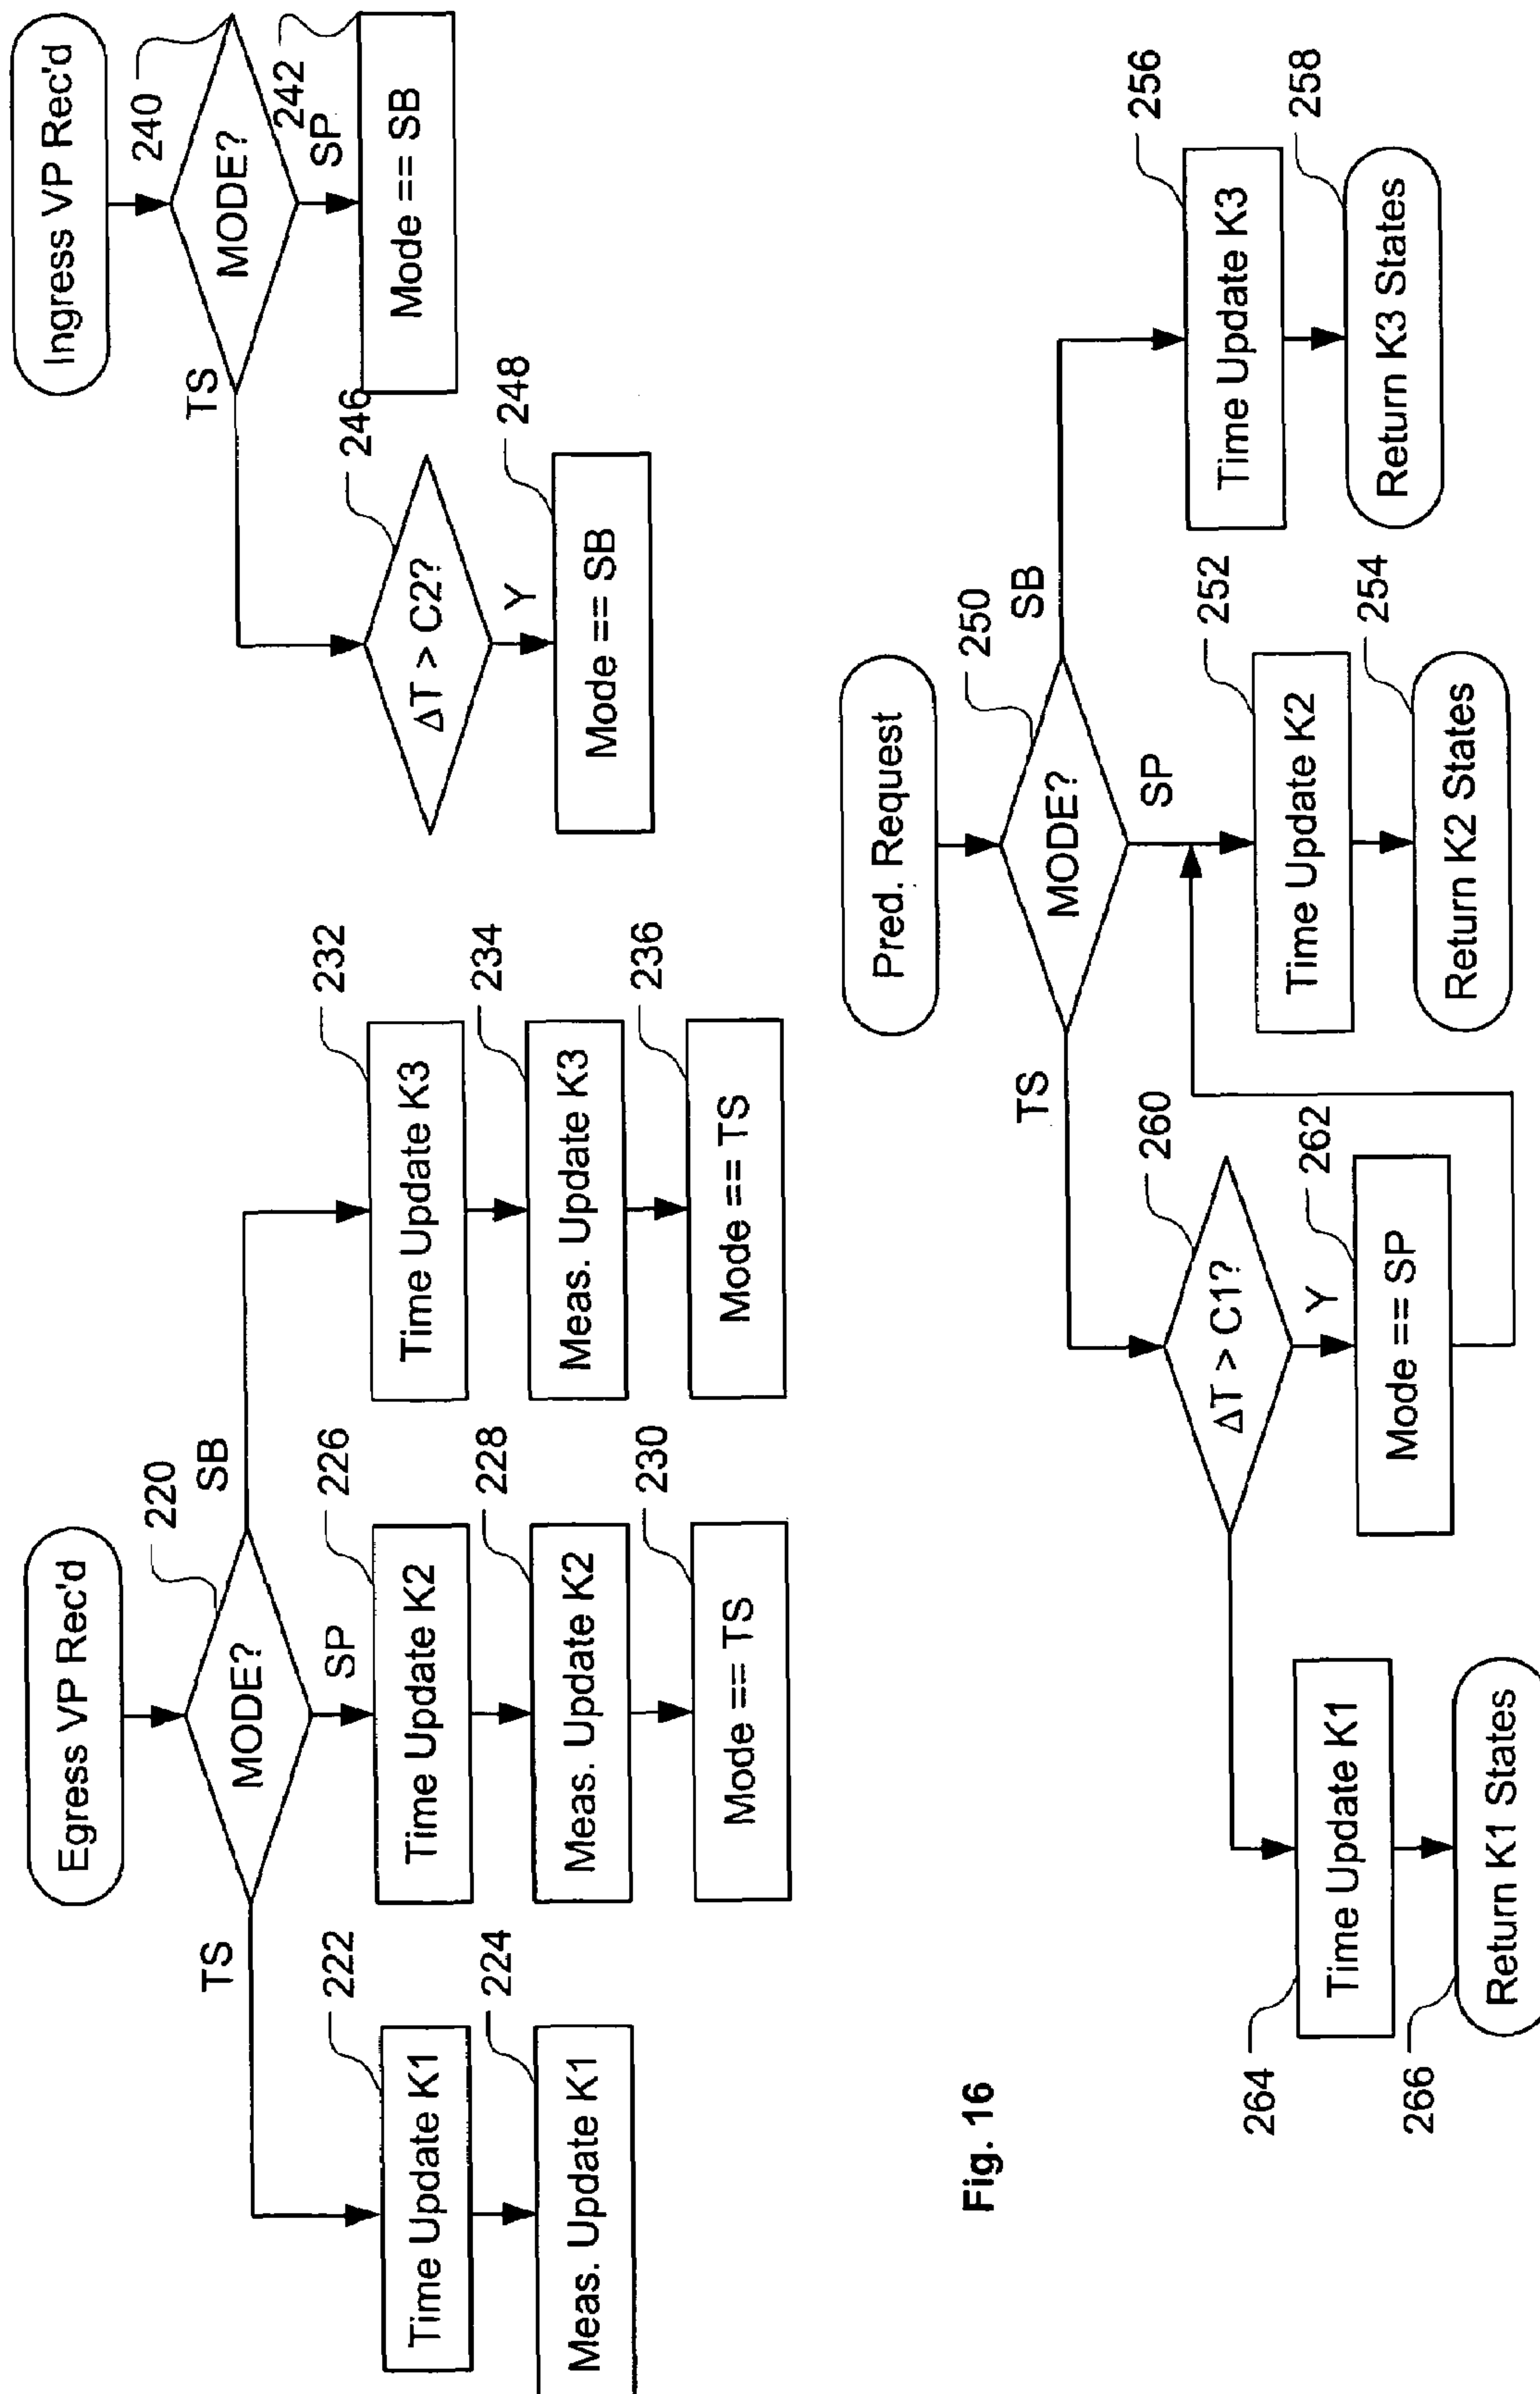 Egress VP Rec'd
220
MODE?
TS
SP
SB
222
Time Update K1
224
Meas. Update K1
226
Time Update K2
228
Meas. Update K2
230
Mode == TS
232
Time Update K3
234
Meas. Update K3
236
Mode == TS
Ingress VP Rec'd
240
MODE?
TS
SP
242
Mode == SB
246
ΔT > C2?
Y
248
Mode == SB
Fig. 16
Pred. Request
250
MODE?
TS
SP
SB
260
ΔT > C1?
Y
262
Mode == SP
264
Time Update K1
266
Return K1 States
252
Time Update K2
254
Return K2 States
256
Time Update K3
258
Return K3 States